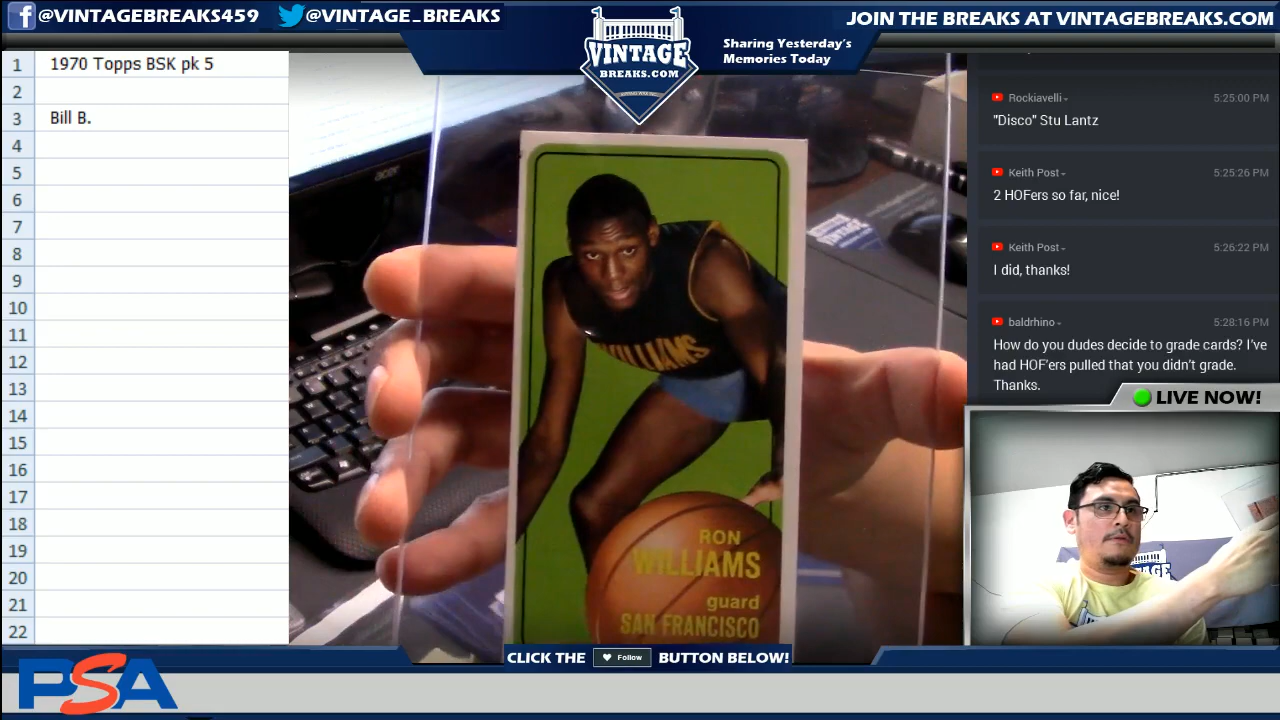 @VINTAGEBREAKS459
@VINTAGE_BREAKS
VINTAGE
BREAKS.COM
Sharing Yesterday's
Memories Today
JOIN THE BREAKS AT VINTAGEBREAKS.COM
1 1970 Topps BSK pk 5
2
3 Bill B.
4
5
6
7
8
9
10
11
12
13
14
15
16
17
18
19
20
21
22
acer
VINTAGE
WILLIAMS
RON
WILLIAMS
guard
SAN FRANCISCO
Rockiavelli 5:25:00 PM
"Disco" Stu Lantz
Keith Post 5:25:26 PM
2 HOFers so far, nice!
Keith Post 5:26:22 PM
I did, thanks!
baldrhino 5:28:16 PM
How do you dudes decide to grade cards? I've
had HOF'ers pulled that you didn't grade.
Thanks.
LIVE NOW!
CLICK THE Follow BUTTON BELOW!
PSA